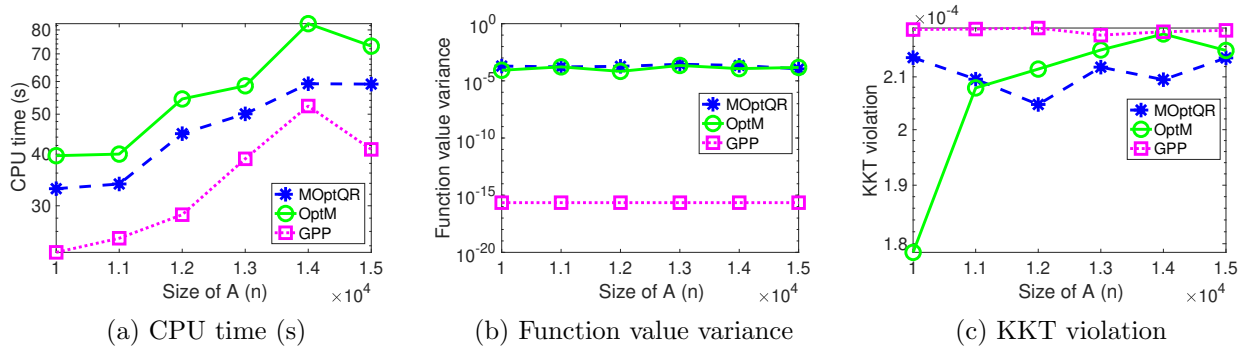 80
70
60
50
40
30
CPU time (s)
MOptQR
OptM
GPP
1 1.1 1.2 1.3 1.4 1.5
Size of A (n) ×10^4
(a) CPU time (s)
10^0
10^-5
10^-10
10^-15
10^-20
Function value variance
MOptQR
OptM
GPP
1 1.1 1.2 1.3 1.4 1.5
Size of A (n) ×10^4
(b) Function value variance
×10^-4
2.1
2
1.9
1.8
KKT violation
MOptQR
OptM
GPP
1 1.1 1.2 1.3 1.4 1.5
Size of A (n) ×10^4
(c) KKT violation